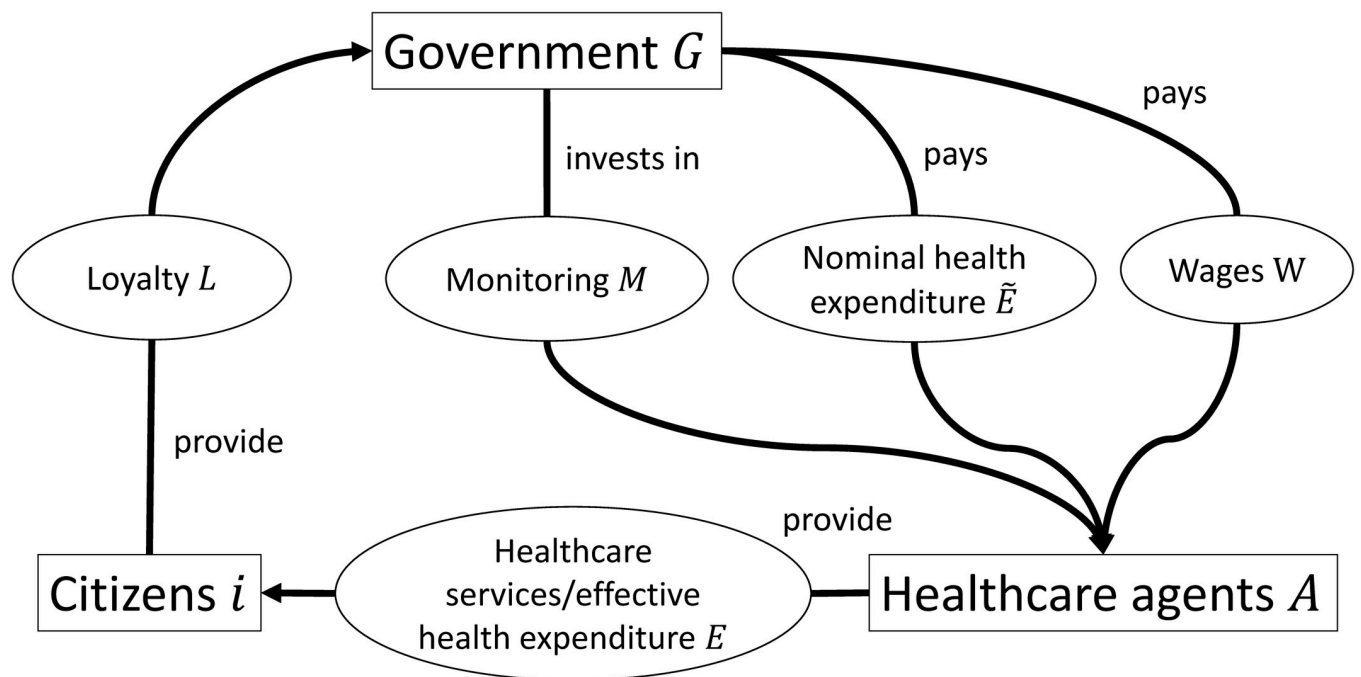 Government G
pays
invests in
pays
Loyalty L
Monitoring M
Nominal health
expenditure Ẽ
Wages W
provide
provide
Citizens i
Healthcare
services/effective
health expenditure E
Healthcare agents A